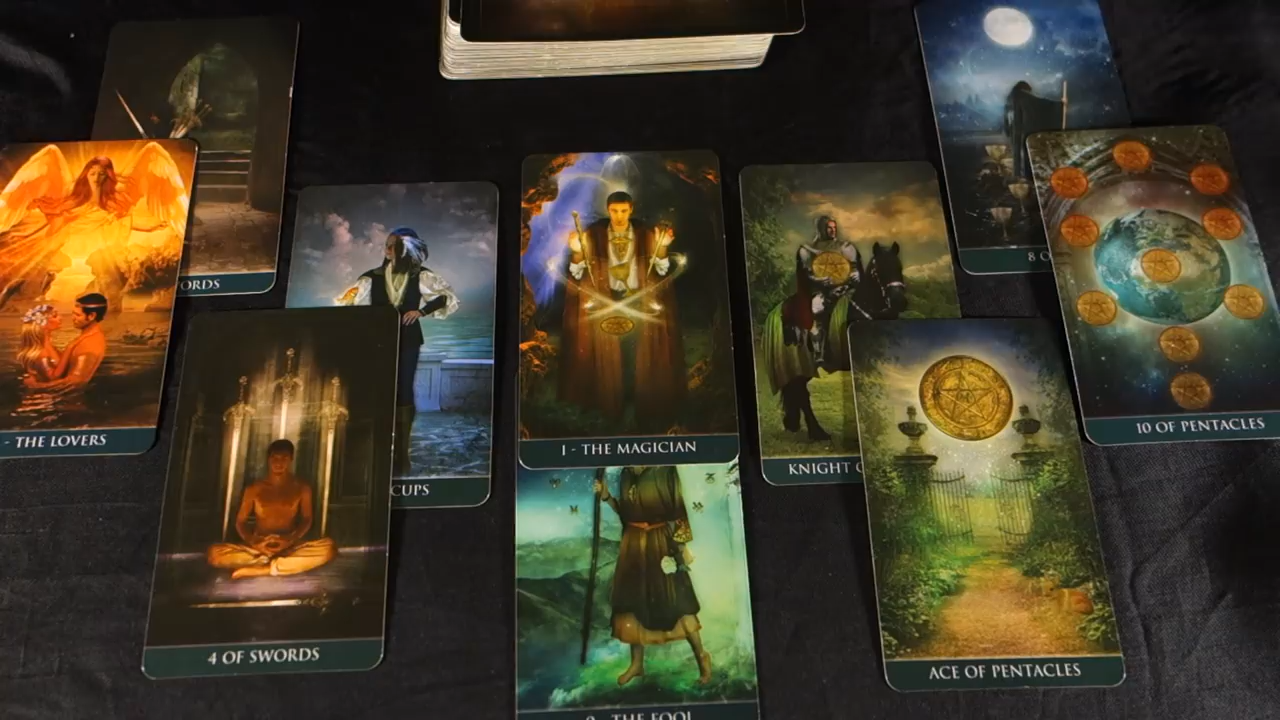 ORDS
8 O
- THE LOVERS
10 OF PENTACLES
1 - THE MAGICIAN
KNIGHT
CUPS
4 OF SWORDS
ACE OF PENTACLES
THE FOOL